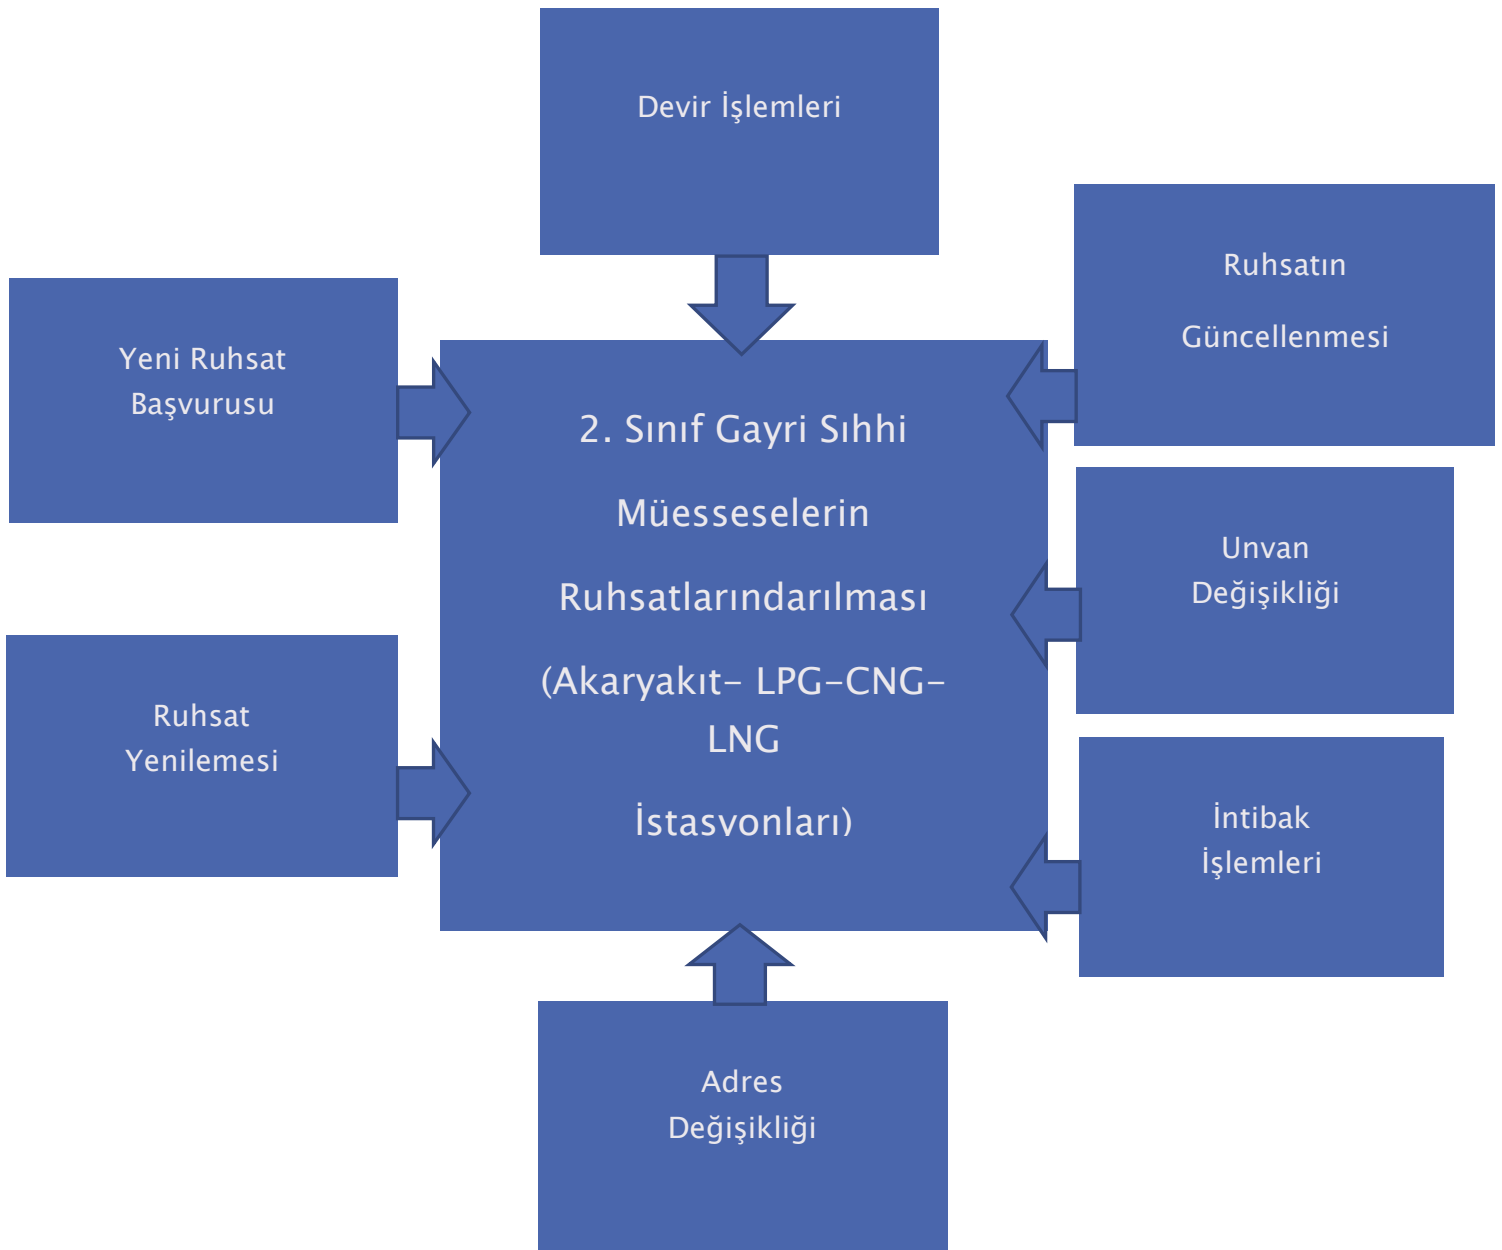 Devir İşlemleri
Ruhsatın
Güncellenmesi
Yeni Ruhsat
Başvurusu
2. Sınıf Gayri Sıhhi
Müesseselerin
Ruhsatlarındarılması
(Akaryakıt- LPG-CNG-
LNG
İstasyonları)
Unvan
Değişikliği
Ruhsat
Yenilemesi
İntibak
İşlemleri
Adres
Değişikliği